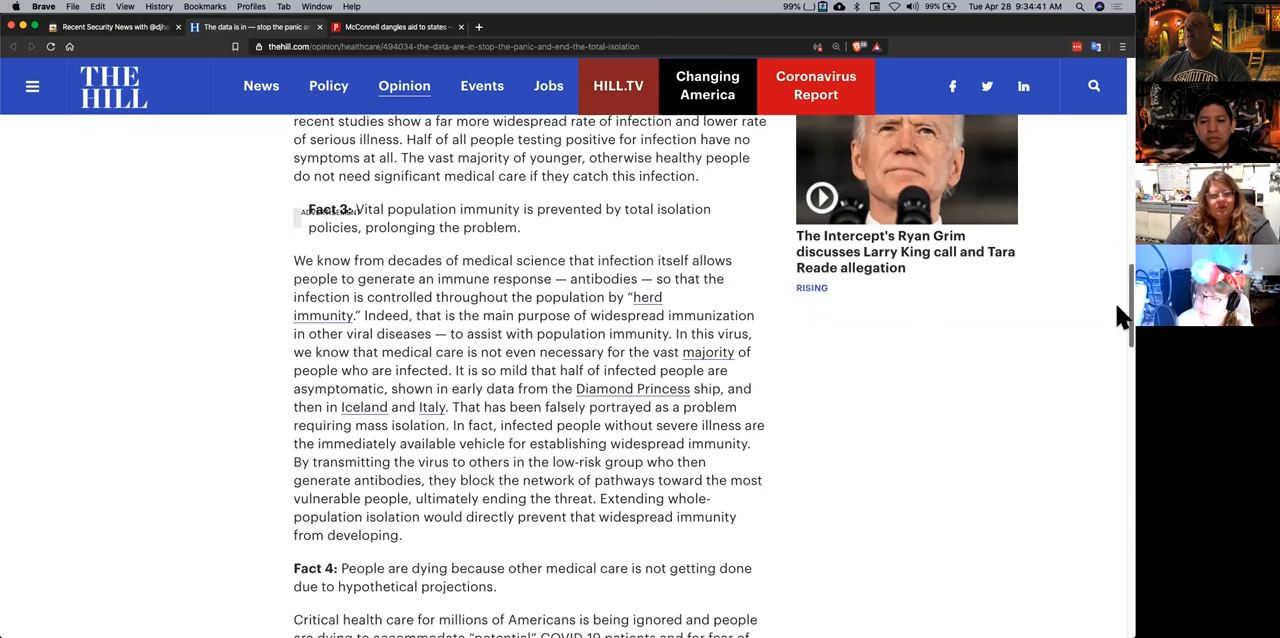 Brave File Edit View History Bookmarks Profiles Tab Window Help
99% 99% Tue Apr 28 9:34:41 AM
Recent Security News with @djha
The data is in — stop the panic an
McConnell dangles aid to states –
thehill.com/opinion/healthcare/494034-the-data-are-in-stop-the-panic-and-end-the-total-isolation
THE HILL
News Policy Opinion Events Jobs HILL.TV Changing America Coronavirus Report
recent studies show a far more widespread rate of infection and lower rate
of serious illness. Half of all people testing positive for infection have no
symptoms at all. The vast majority of younger, otherwise healthy people
do not need significant medical care if they catch this infection.
ADVERTISEMENT
Fact 3: Vital population immunity is prevented by total isolation
policies, prolonging the problem.
We know from decades of medical science that infection itself allows
people to generate an immune response — antibodies — so that the
infection is controlled throughout the population by “herd
immunity.” Indeed, that is the main purpose of widespread immunization
in other viral diseases — to assist with population immunity. In this virus,
we know that medical care is not even necessary for the vast majority of
people who are infected. It is so mild that half of infected people are
asymptomatic, shown in early data from the Diamond Princess ship, and
then in Iceland and Italy. That has been falsely portrayed as a problem
requiring mass isolation. In fact, infected people without severe illness are
the immediately available vehicle for establishing widespread immunity.
By transmitting the virus to others in the low-risk group who then
generate antibodies, they block the network of pathways toward the most
vulnerable people, ultimately ending the threat. Extending whole-
population isolation would directly prevent that widespread immunity
from developing.
Fact 4: People are dying because other medical care is not getting done
due to hypothetical projections.
Critical health care for millions of Americans is being ignored and people
are dying to accommodate “potential” COVID-19 patients and for fear of
The Intercept's Ryan Grim
discusses Larry King call and Tara
Reade allegation
RISING